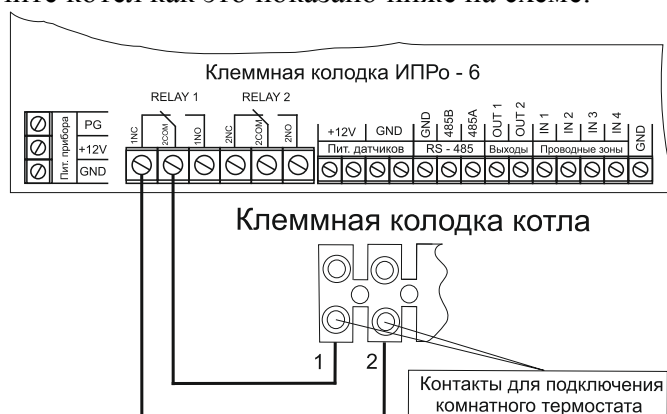 ите котел как это показано ниже на схеме:
Клеммная колодка ИПРо - 6
RELAY 1 RELAY 2
Пит. прибора
PG
+12V
GND
1NC 2COM 1NO 2NC 2COM 2NO
+12V GND GND 485B 485A OUT 1 OUT 2 IN 1 IN 2 IN 3 IN 4 GND
Пит. датчиков RS - 485 Выходы Проводные зоны
Клеммная колодка котла
1 2
Контакты для подключения
комнатного термостата